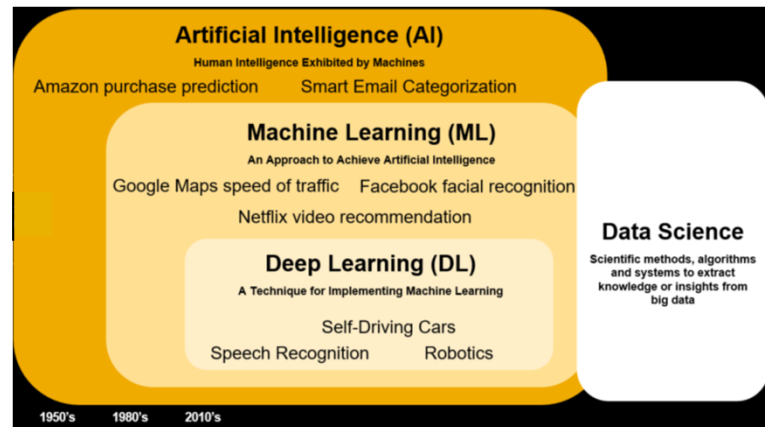 Artificial Intelligence (AI)
Human Intelligence Exhibited by Machines
Amazon purchase prediction
Smart Email Categorization
Machine Learning (ML)
An Approach to Achieve Artificial Intelligence
Google Maps speed of traffic
Facebook facial recognition
Netflix video recommendation
Deep Learning (DL)
A Technique for Implementing Machine Learning
Self-Driving Cars
Speech Recognition
Robotics
Data Science
Scientific methods, algorithms
and systems to extract
knowledge or insights from
big data
1950's
1980's
2010's